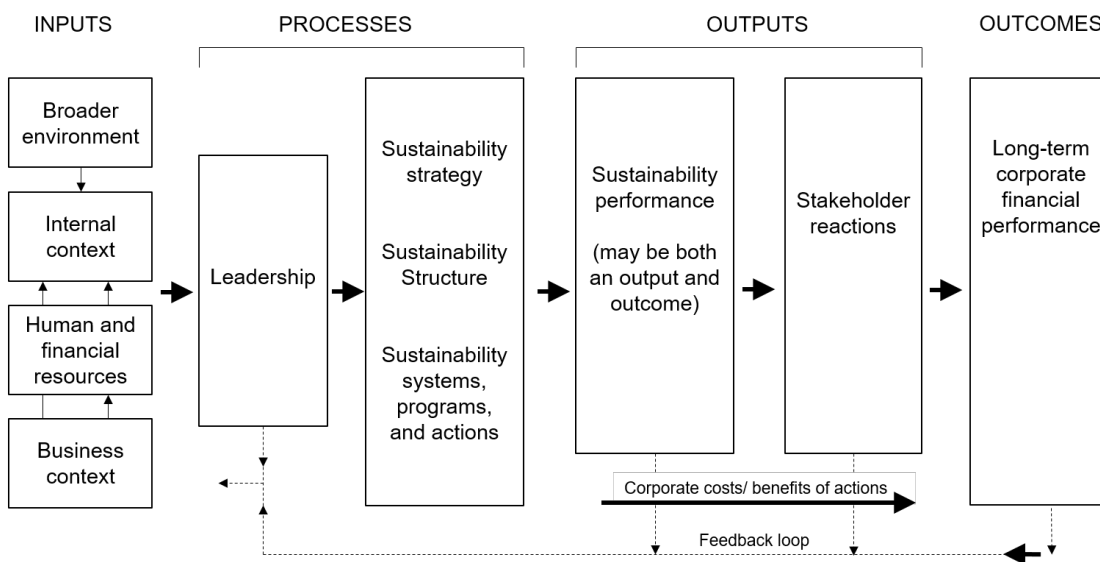 INPUTS
PROCESSES
OUTPUTS
OUTCOMES
Broader
environment
Internal
context
Human and
financial
resources
Business
context
Leadership
Sustainability
strategy
Sustainability
Structure
Sustainability
systems,
programs,
and actions
Sustainability
performance
(may be both
an output and
outcome)
Stakeholder
reactions
Long-term
corporate
financial
performance
Corporate costs/ benefits of actions
Feedback loop